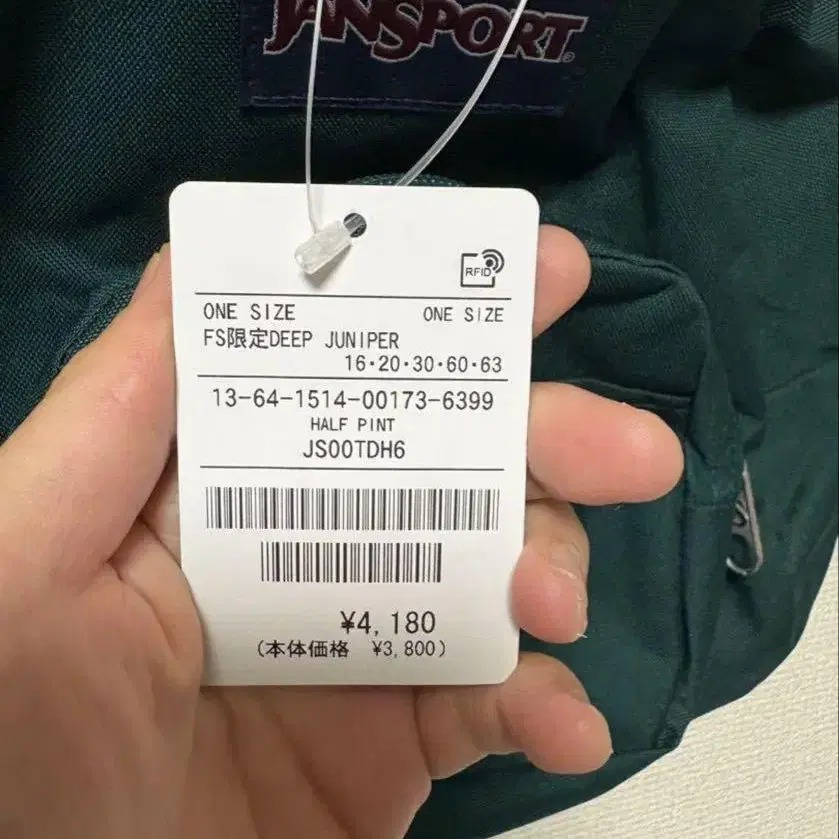 JANSPORT®
RFID
ONE SIZE ONE SIZE
FS限定DEEP JUNIPER
16・20・30・60・63
13-64-1514-00173-6399
HALF PINT
JS00TDH6
¥4,180
(本体価格 ¥3,800)